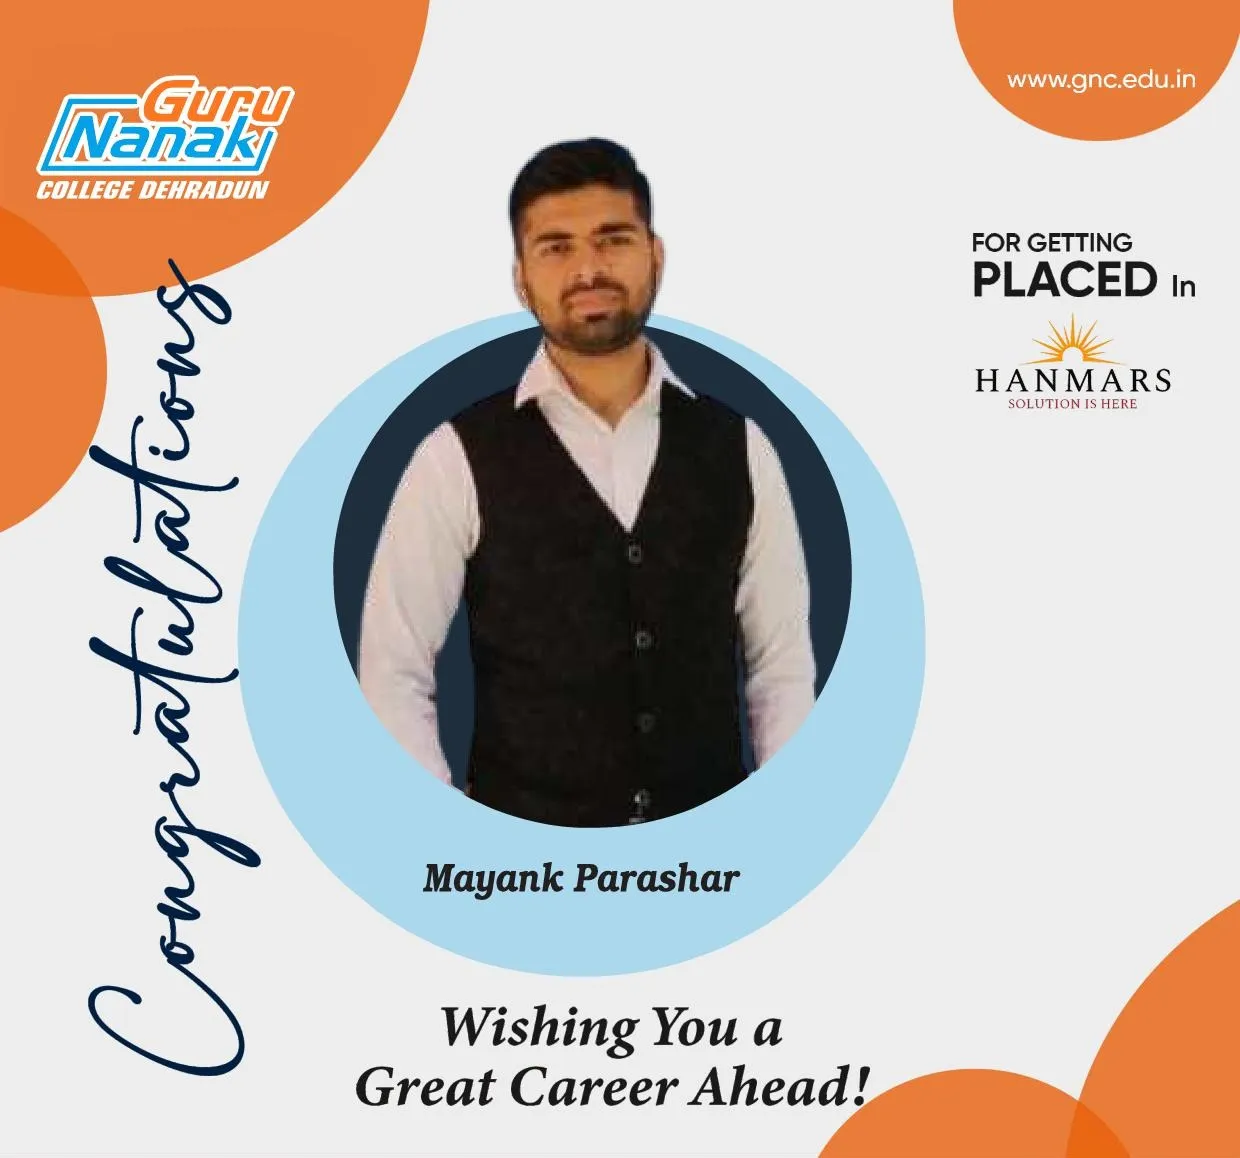 Guru
Nanak
COLLEGE DEHRADUN
www.gnc.edu.in
Congratulations
FOR GETTING
PLACED In
HANMARS
SOLUTION IS HERE
Mayank Parashar
Wishing You a
Great Career Ahead!